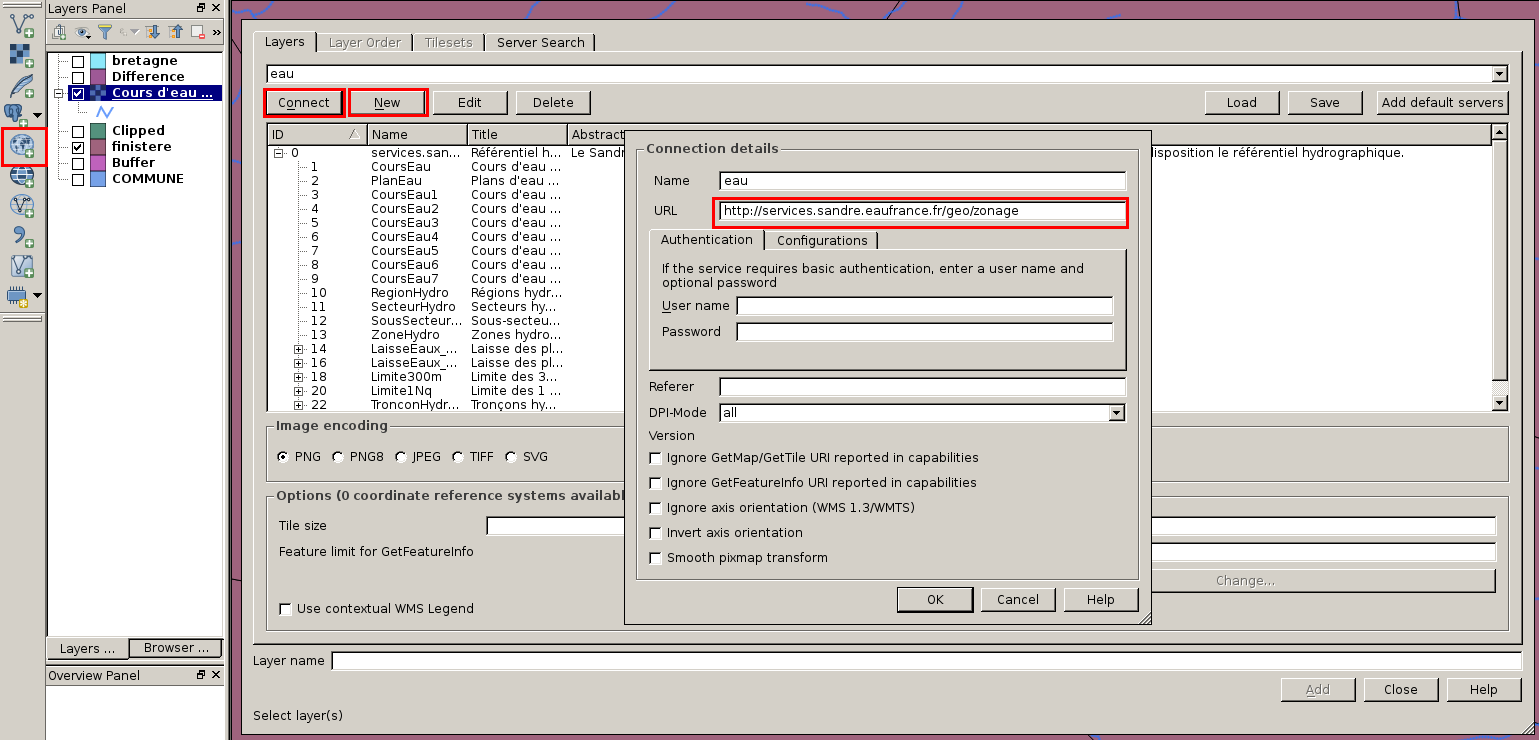 Layers Panel
»
bretagne
Difference
Cours d'eau ...
Clipped
finistere
Buffer
COMMUNE
Layers ...
Browser ...
Overview Panel
Layers
Layer Order
Tilesets
Server Search
eau
Connect
New
Edit
Delete
Load
Save
Add default servers
ID
Name
Title
Abstract
0 services.san... Référentiel h... Le Sandr
disposition le référentiel hydrographique.
1 CoursEau Cours d'eau ...
2 PlanEau Plans d'eau ...
3 CoursEau1 Cours d'eau ...
4 CoursEau2 Cours d'eau ...
5 CoursEau3 Cours d'eau ...
6 CoursEau4 Cours d'eau ...
7 CoursEau5 Cours d'eau ...
8 CoursEau6 Cours d'eau ...
9 CoursEau7 Cours d'eau ...
10 RegionHydro Régions hydr...
11 SecteurHydro Secteurs hy...
12 SousSecteur... Sous-secteu...
13 ZoneHydro Zones hydro...
14 LaisseEaux_... Laisse des pl...
16 LaisseEaux_... Laisse des pl...
18 Limite300m Limite des 3...
20 Limite1Nq Limites des 1 ...
22 TronconHydr... Tronçons hy...
Image encoding
PNG
PNG8
JPEG
TIFF
SVG
Options (0 coordinate reference systems availabl
Tile size
Feature limit for GetFeatureInfo
Change...
Use contextual WMS Legend
Connection details
Name
eau
URL
http://services.sandre.eaufrance.fr/geo/zonage
Authentication
Configurations
If the service requires basic authentication, enter a user name and
optional password
User name
Password
Referer
DPI-Mode
all
Version
Ignore GetMap/GetTile URI reported in capabilities
Ignore GetFeatureInfo URI reported in capabilities
Ignore axis orientation (WMS 1.3/WMTS)
Invert axis orientation
Smooth pixmap transform
OK
Cancel
Help
Layer name
Add
Close
Help
Select layer(s)